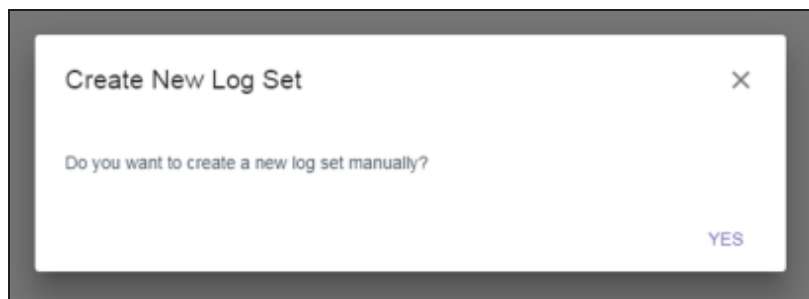 Create New Log Set
Do you want to create a new log set manually?
YES